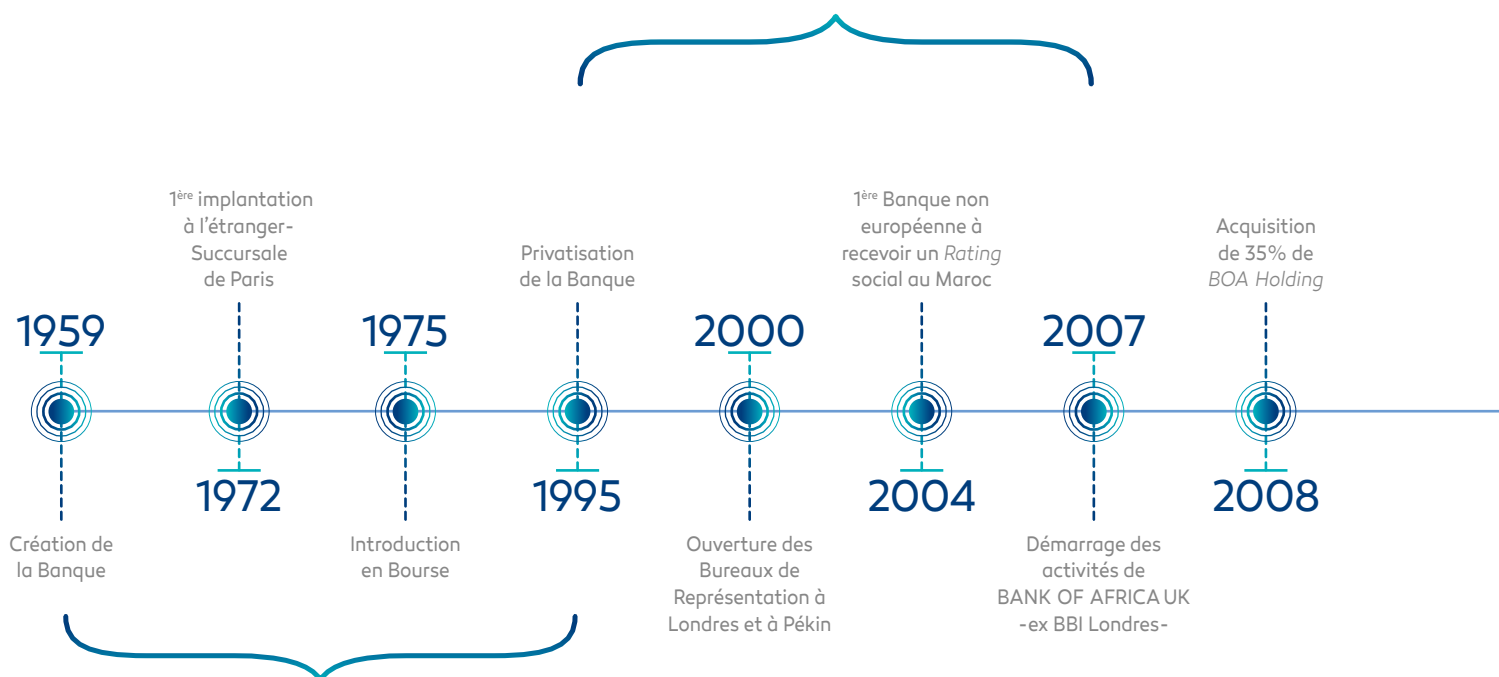 1959
Création de
la Banque
1ère implantation
à l'étranger-
Succursale
de Paris
1972
1975
Introduction
en Bourse
Privatisation
de la Banque
1995
2000
Ouverture des
Bureaux de
Représentation à
Londres et à Pékin
1ère Banque non
européenne à
recevoir un Rating
social au Maroc
2004
2007
Démarrage des
activités de
BANK OF AFRICA UK
-ex BBI Londres-
Acquisition
de 35% de
BOA Holding
2008